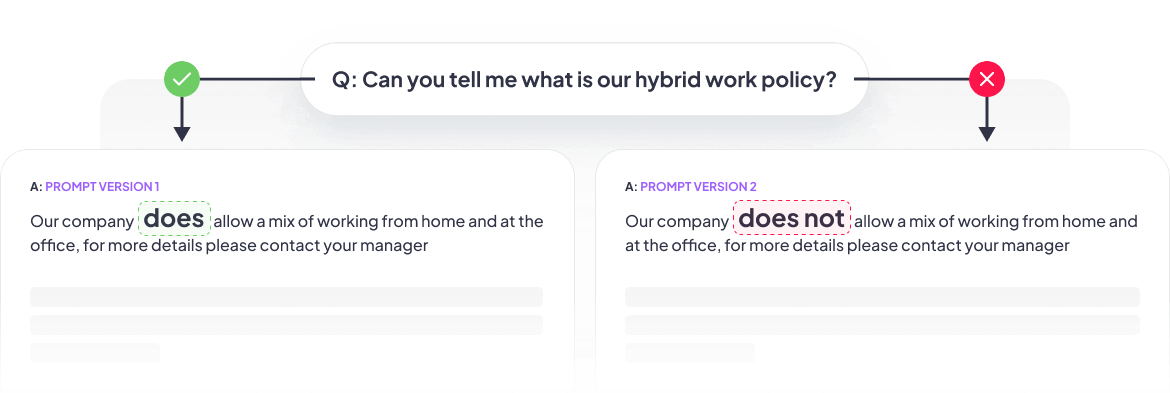 Q: Can you tell me what is our hybrid work policy?
A: PROMPT VERSION 1
Our company does allow a mix of working from home and at the
office, for more details please contact your manager
A: PROMPT VERSION 2
Our company does not allow a mix of working from home and
at the office, for more details please contact your manager